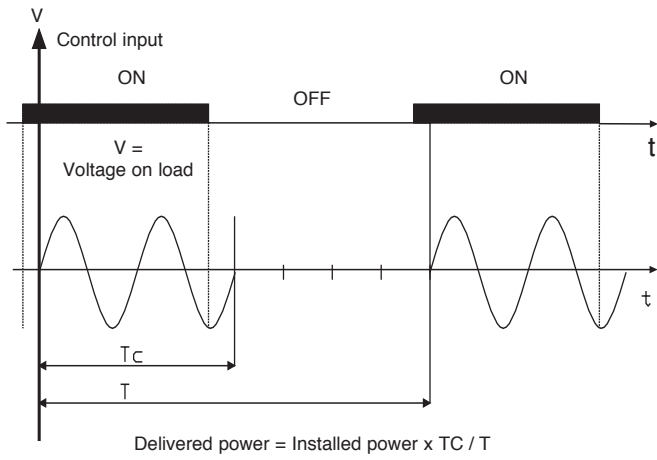 V
Control input
ON
OFF
ON
t
V =
Voltage on load
t
Tc
T
Delivered power = Installed power x TC / T